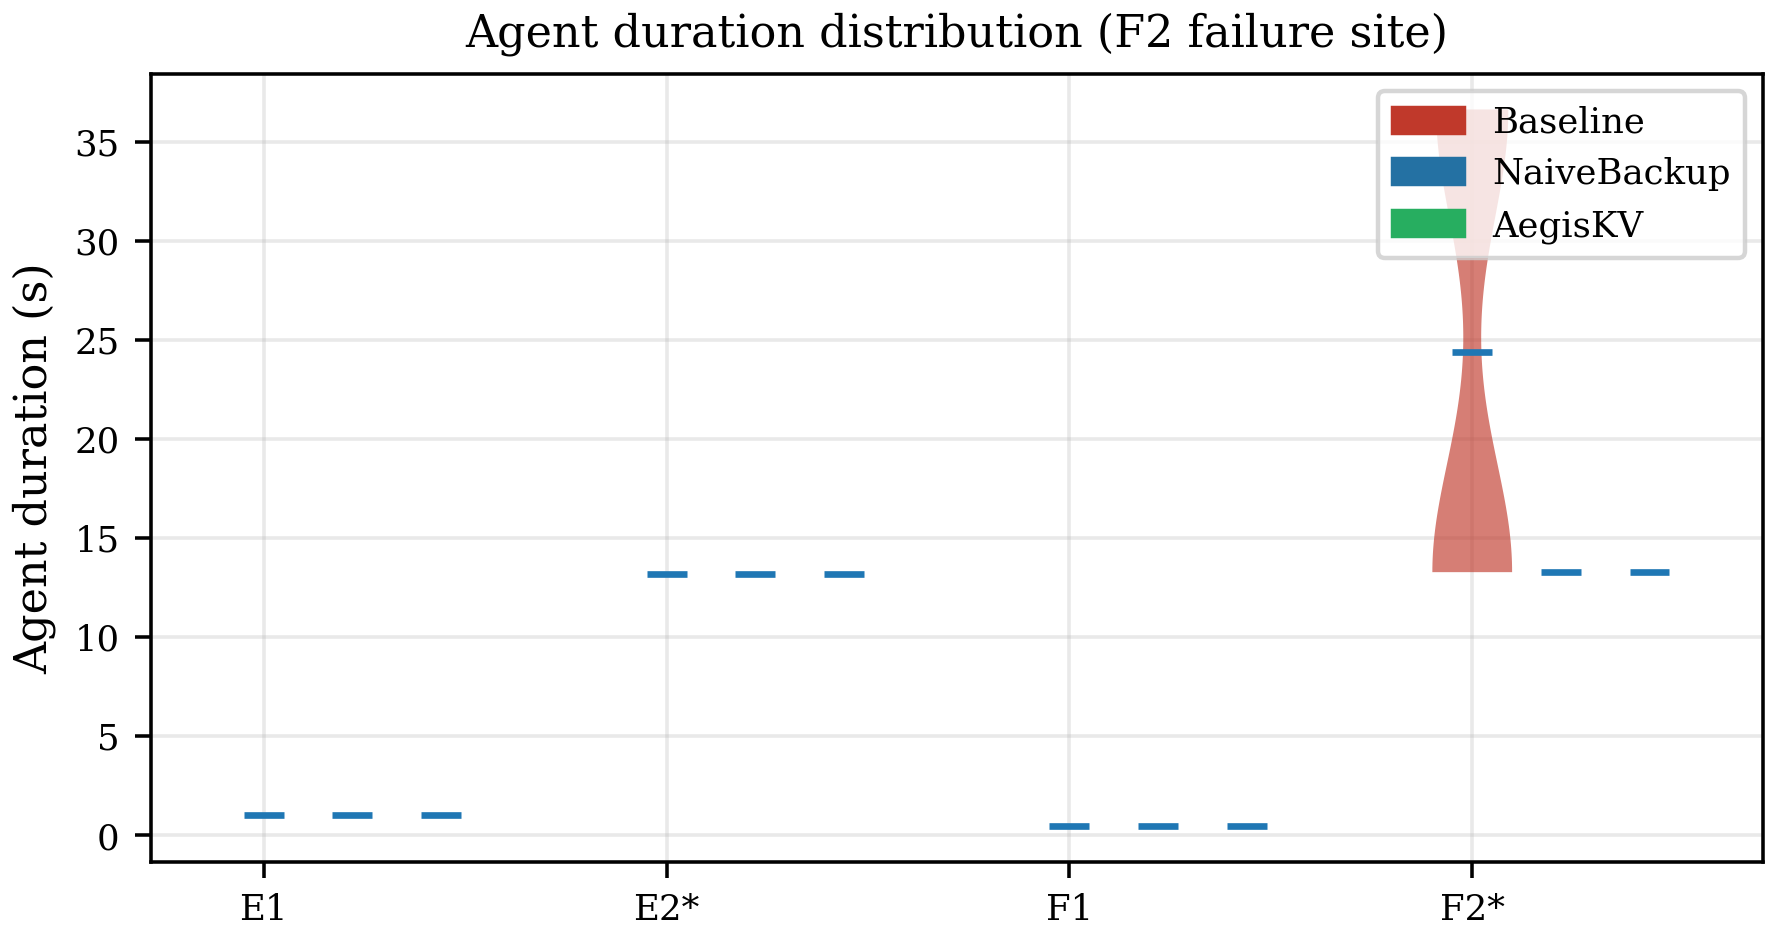 Agent duration distribution (F2 failure site)
Agent duration (s)
35
30
25
20
15
10
5
0
Baseline
NaiveBackup
AegisKV
E1
E2*
F1
F2*